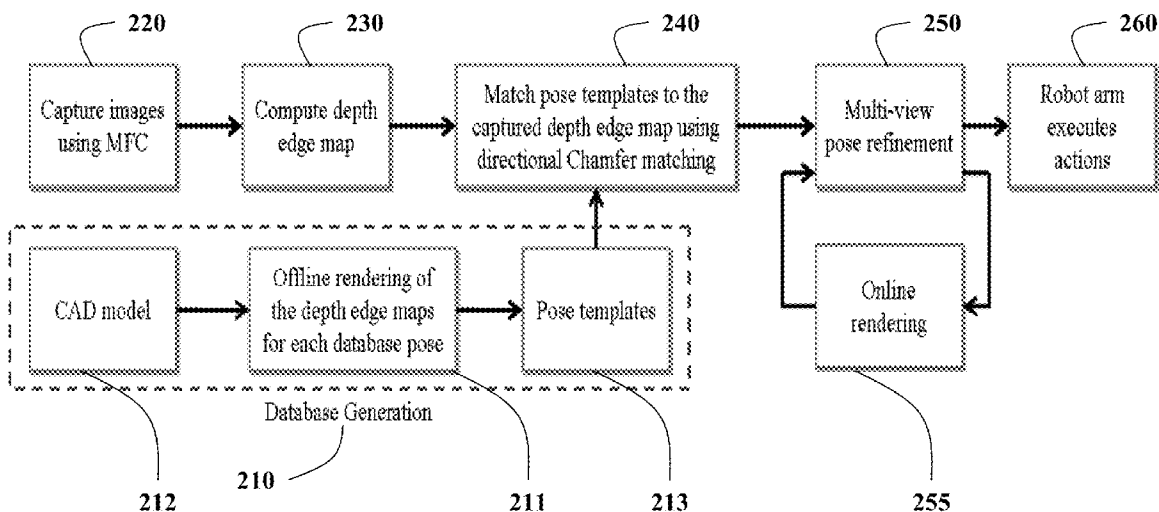 220
230
240
250
260
Capture images
using MFC
Compute depth
edge map
Match pose templates to the
captured depth edge map using
directional Chamfer matching
Multi-view
pose refinement
Robot arm
executes
actions
CAD model
Offline rendering of
the depth edge maps
for each database pose
Pose templates
Online
rendering
Database Generation
210
212
211
213
255